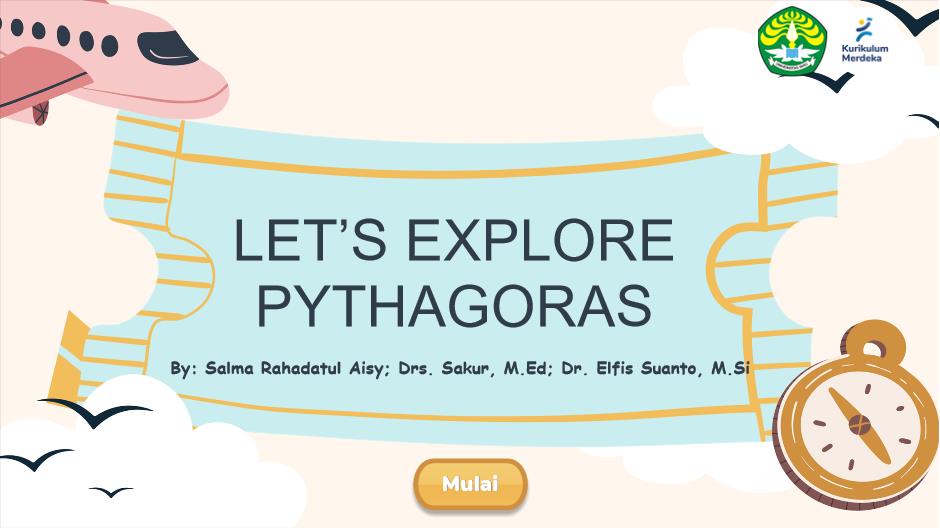 Kurikulum
Merdeka
LET’S EXPLORE
PYTHAGORAS
By: Salma Rahadatul Aisy; Drs. Sakur, M.Ed; Dr. Elfis Suanto, M.Si
Mulai